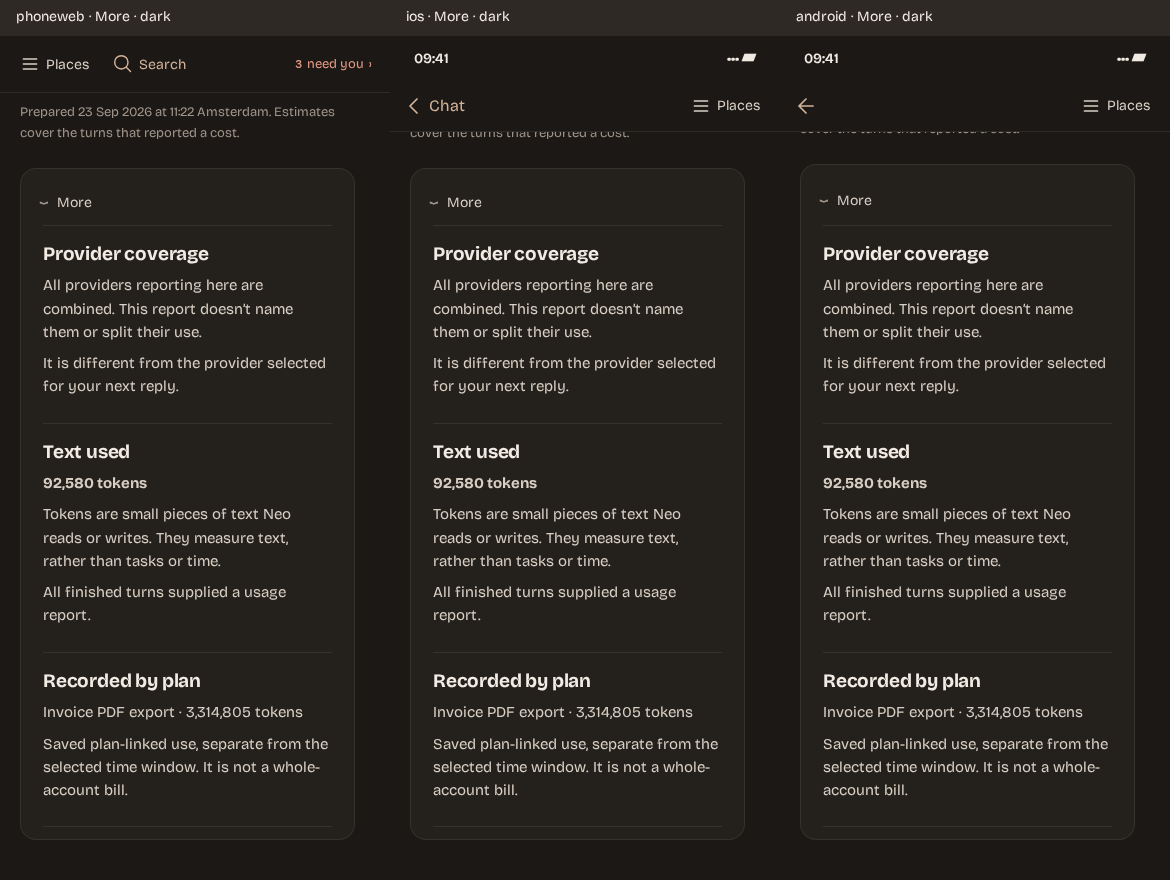 phoneweb · More · dark
Places
Search
3 need you ›
Prepared 23 Sep 2026 at 11:22 Amsterdam. Estimates
cover the turns that reported a cost.
More
Provider coverage
All providers reporting here are
combined. This report doesn't name
them or split their use.
It is different from the provider selected
for your next reply.
Text used
92,580 tokens
Tokens are small pieces of text Neo
reads or writes. They measure text,
rather than tasks or time.
All finished turns supplied a usage
report.
Recorded by plan
Invoice PDF export · 3,314,805 tokens
Saved plan-linked use, separate from the
selected time window. It is not a whole-
account bill.
ios · More · dark
09:41
Chat
Places
cover the turns that reported a cost.
More
Provider coverage
All providers reporting here are
combined. This report doesn't name
them or split their use.
It is different from the provider selected
for your next reply.
Text used
92,580 tokens
Tokens are small pieces of text Neo
reads or writes. They measure text,
rather than tasks or time.
All finished turns supplied a usage
report.
Recorded by plan
Invoice PDF export · 3,314,805 tokens
Saved plan-linked use, separate from the
selected time window. It is not a whole-
account bill.
android · More · dark
09:41
Places
cover the turns that reported a cost.
More
Provider coverage
All providers reporting here are
combined. This report doesn't name
them or split their use.
It is different from the provider selected
for your next reply.
Text used
92,580 tokens
Tokens are small pieces of text Neo
reads or writes. They measure text,
rather than tasks or time.
All finished turns supplied a usage
report.
Recorded by plan
Invoice PDF export · 3,314,805 tokens
Saved plan-linked use, separate from the
selected time window. It is not a whole-
account bill.